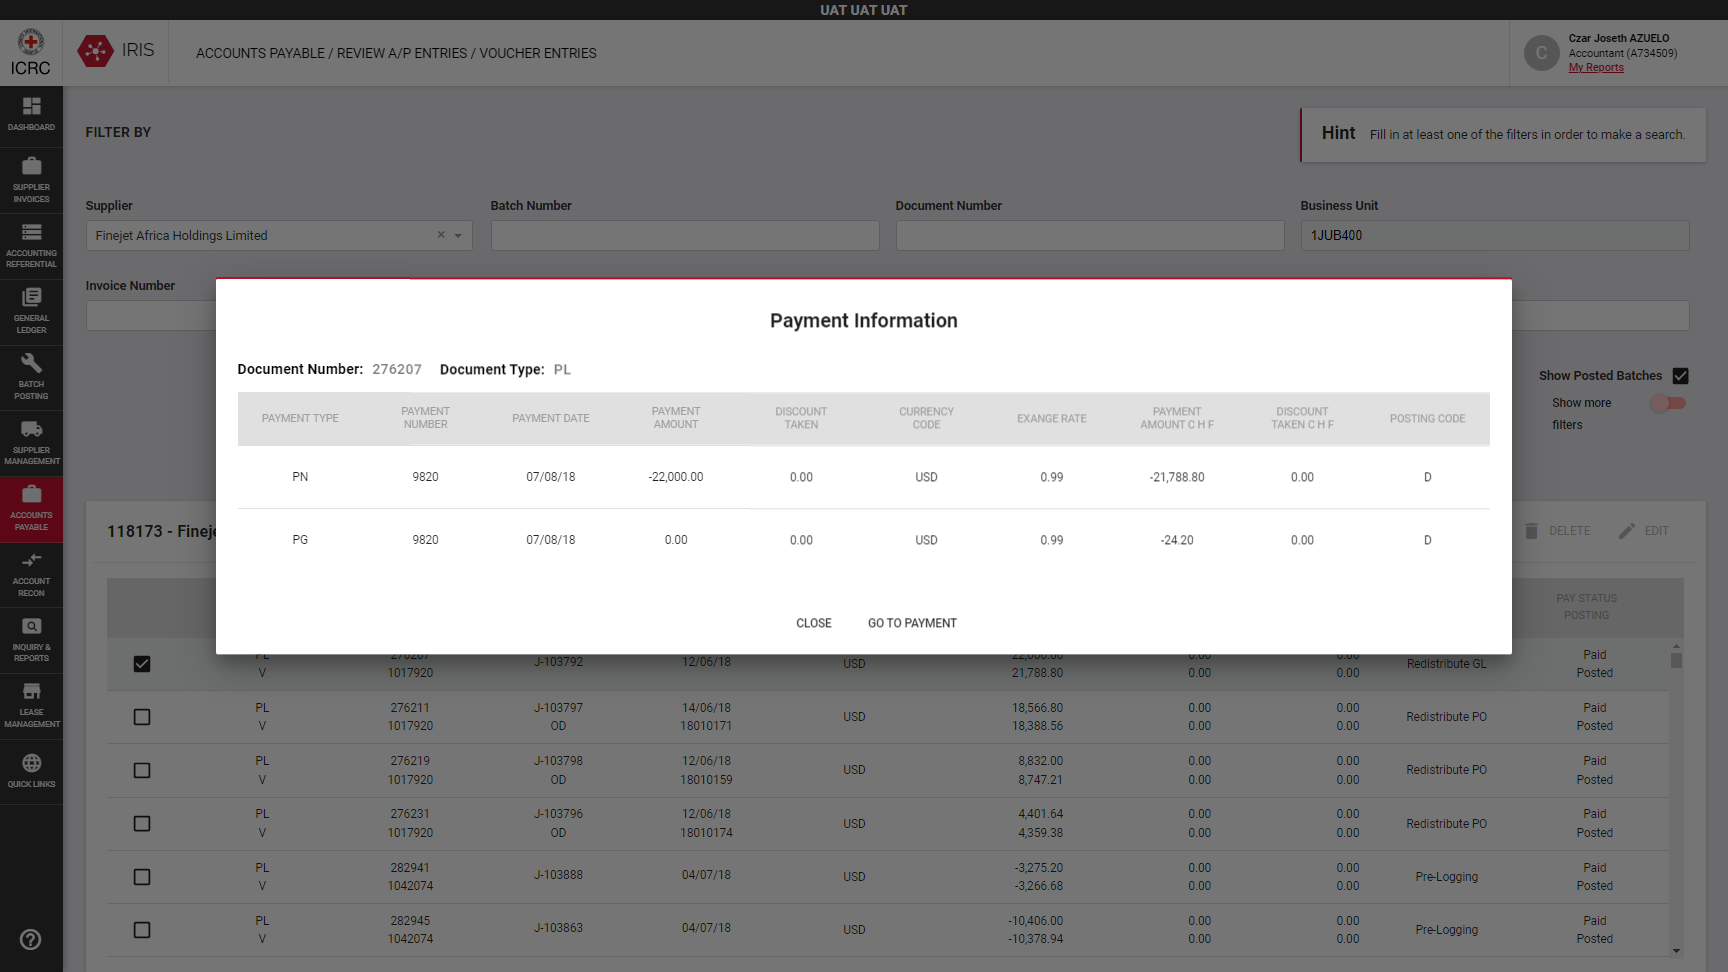 UAT UAT UAT
ICRC
IRIS
ACCOUNTS PAYABLE / REVIEW A/P ENTRIES / VOUCHER ENTRIES
C
Czar Joseth AZUELO
Accountant (A734509)
My Reports
DASHBOARD
SUPPLIER
INVOICES
ACCOUNTING
REFERENTIAL
GENERAL
LEDGER
BATCH
POSTING
SUPPLIER
MANAGEMENT
ACCOUNTS
PAYABLE
ACCOUNT
RECON
INQUIRY &
REPORTS
LEASE
MANAGEMENT
QUICK LINKS
FILTER BY
Hint Fill in at least one of the filters in order to make a search.
Supplier Batch Number Document Number Business Unit
Finejet Africa Holdings Limited 1JUB400
Invoice Number
Show Posted Batches
Show more
filters
Payment Information
Document Number: 276207 Document Type: PL
PAYMENT TYPE PAYMENT NUMBER PAYMENT DATE PAYMENT AMOUNT DISCOUNT TAKEN CURRENCY CODE EXANGE RATE PAYMENT AMOUNT C H F DISCOUNT TAKEN C H F POSTING CODE
PN 9820 07/08/18 -22,000.00 0.00 USD 0.99 -21,788.80 0.00 D
PG 9820 07/08/18 0.00 0.00 USD 0.99 -24.20 0.00 D
CLOSE GO TO PAYMENT
118173 - Fineje
DELETE EDIT
PAY STATUS
POSTING
PL 276207 J-103792 12/06/18 USD 22,000.00 0.00 0.00 Redistribute GL Paid
V 1017920 21,788.80 0.00 0.00 Posted
PL 276211 J-103797 14/06/18 USD 18,566.80 0.00 0.00 Redistribute PO Paid
V 1017920 OD 18010171 18,388.56 0.00 0.00 Posted
PL 276219 J-103798 12/06/18 USD 8,832.00 0.00 0.00 Redistribute PO Paid
V 1017920 OD 18010159 8,747.21 0.00 0.00 Posted
PL 276231 J-103796 12/06/18 USD 4,401.64 0.00 0.00 Redistribute PO Paid
V 1017920 OD 18010174 4,359.38 0.00 0.00 Posted
PL 282941 J-103888 04/07/18 USD -3,275.20 0.00 0.00 Pre-Logging Paid
V 1042074 -3,266.68 0.00 0.00 Posted
PL 282945 J-103863 04/07/18 USD -10,406.00 0.00 0.00 Pre-Logging Paid
V 1042074 -10,378.94 0.00 0.00 Posted